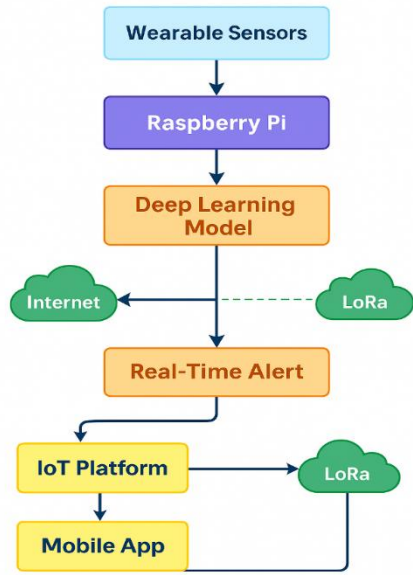 Wearable Sensors
Raspberry Pi
Deep Learning
Model
Internet
LoRa
Real-Time Alert
IoT Platform
LoRa
Mobile App